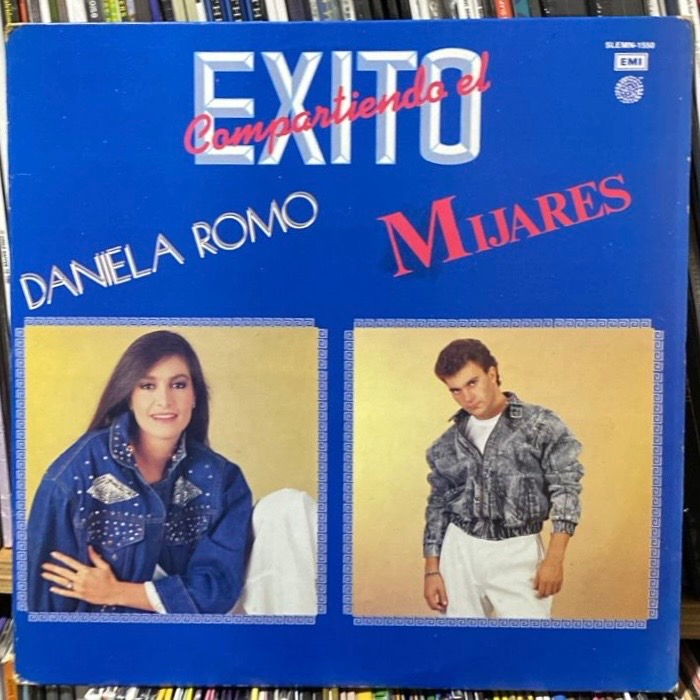 SLEMN-1550
EMI
EXITO
Compartiendo el
DANIELA ROMO
MIJARES